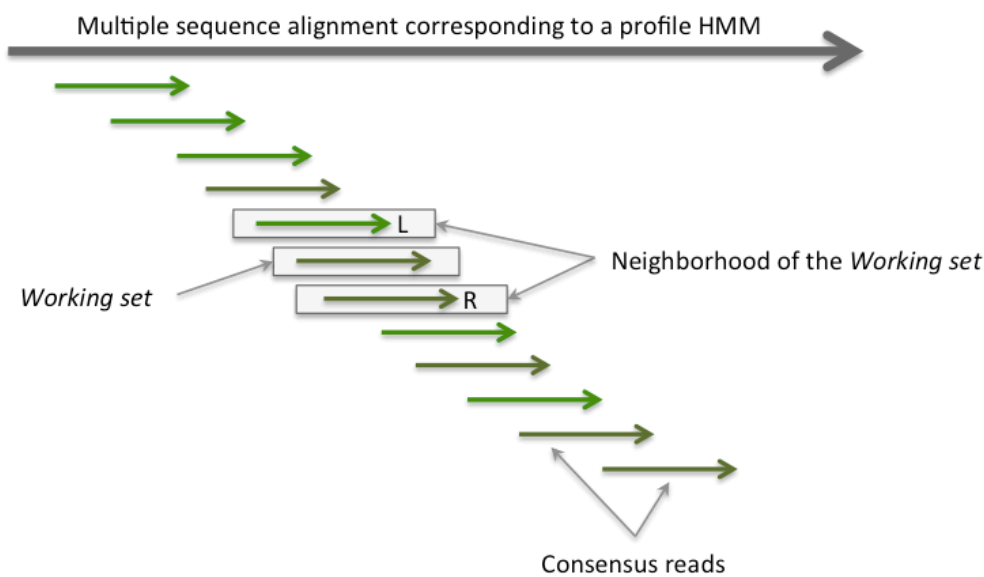 Multiple sequence alignment corresponding to a profile HMM
L
Neighborhood of the Working set
Working set
R
Consensus reads